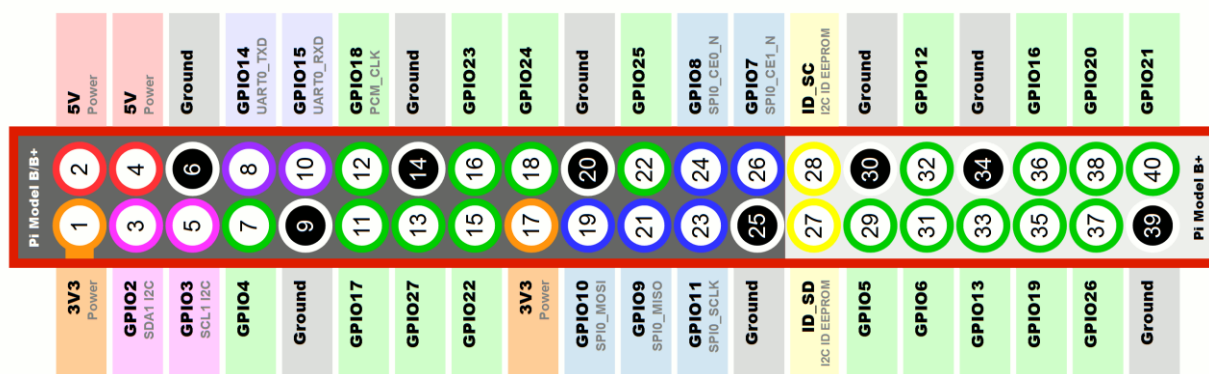 5V
Power
5V
Power
Ground
GPIO14
UART0_TXD
GPIO15
UART0_RXD
GPIO18
PCM_CLK
Ground
GPIO23
GPIO24
Ground
GPIO25
GPIO8
SPI0_CE0_N
GPIO7
SPI0_CE1_N
ID_SC
I2C ID EEPROM
Ground
GPIO12
Ground
GPIO16
GPIO20
GPIO21
Pi Model B/B+
2
4
6
8
10
12
14
16
18
20
22
24
26
28
30
32
34
36
38
40
1
3
5
7
9
11
13
15
17
19
21
23
25
27
29
31
33
35
37
39
Pi Model B+
3V3
Power
GPIO2
SDA1 I2C
GPIO3
SCL1 I2C
GPIO4
Ground
GPIO17
GPIO27
GPIO22
3V3
Power
GPIO10
SPI0_MOSI
GPIO9
SPI0_MISO
GPIO11
SPI0_SCLK
Ground
ID_SD
I2C ID EEPROM
GPIO5
GPIO6
GPIO13
GPIO19
GPIO26
Ground